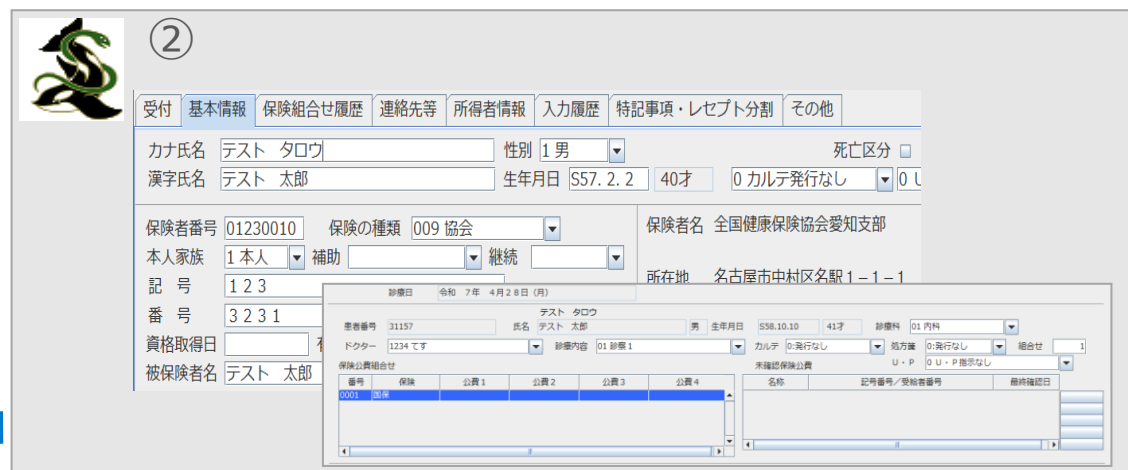 ②
受付 基本情報 保険組合せ履歴 連絡先等 所得者情報 入力履歴 特記事項・レセプト分割 その他
カナ氏名 テスト　タロウ 性別 1 男 死亡区分
漢字氏名 テスト　太郎 生年月日 S57. 2. 2 40才 0 カルテ発行なし 0 U
保険者番号 01230010 保険の種類 009 協会 保険者名 全国健康保険協会愛知支部
本人家族 1 本人 補助 継続
所在地 名古屋市中村区名駅１－１－１
記　号 １２３
番　号 ３２３１
資格取得日
被保険者名 テスト　太郎
診療日 令和　7年　4月28日（月）
テスト　タロウ
患者番号 31157 氏名 テスト　太郎 男 生年月日 S58.10.10 41才 診療科 01 内科
ドクター 1234 てす 診療内容 01 診察１ カルテ 0:発行なし 処方箋 0:発行なし 組合せ 1
保険公費組合せ 未確認保険公費 U・P 0 U・P指示なし
番号 保険 公費１ 公費２ 公費３ 公費４ 名称 記号番号／受給者番号 最終確認日
0001 国保